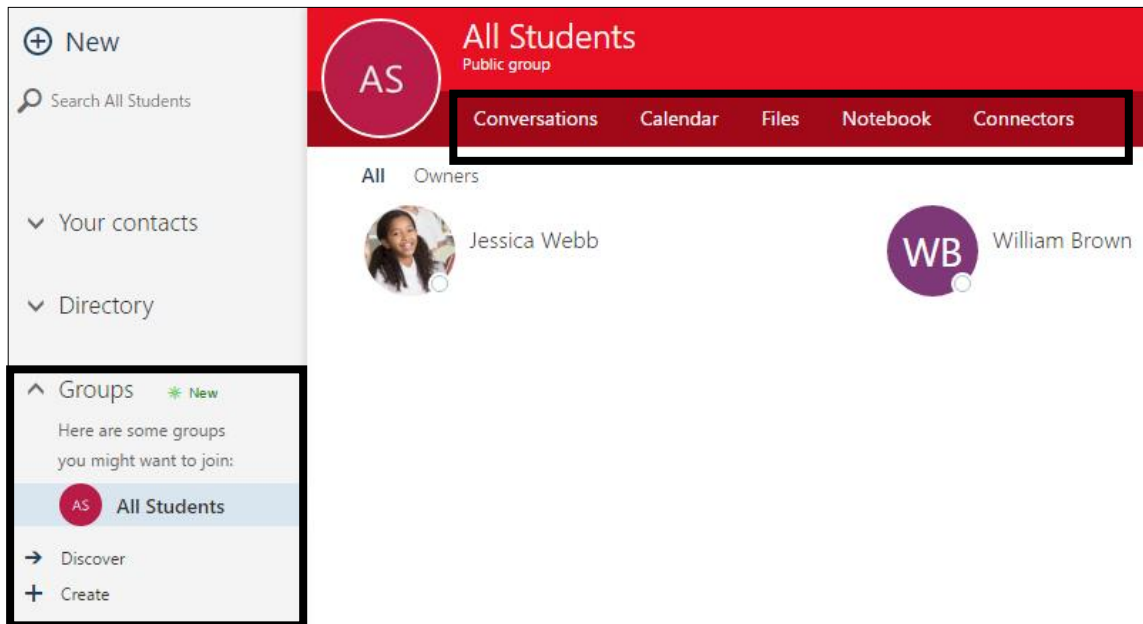 New
Search All Students
Your contacts
Directory
Groups New
Here are some groups
you might want to join:
AS All Students
Discover
Create
AS
All Students
Public group
Conversations Calendar Files Notebook Connectors
All Owners
Jessica Webb
WB William Brown